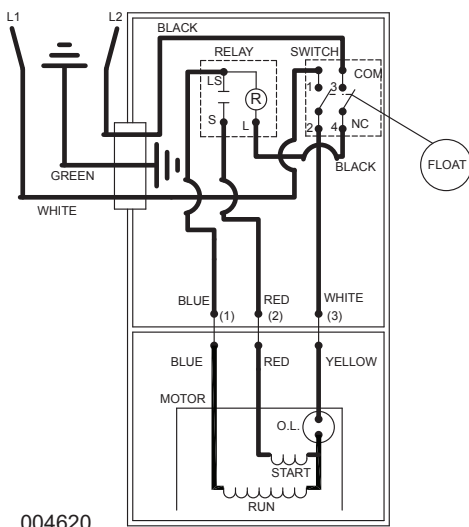 L1
L2
BLACK
RELAY
SWITCH
LS
COM
1
3
R
S
L
2
4
NC
BLACK
FLOAT
GREEN
WHITE
BLUE
(1)
RED
(2)
WHITE
(3)
BLUE
RED
YELLOW
MOTOR
O.L.
START
RUN
004620